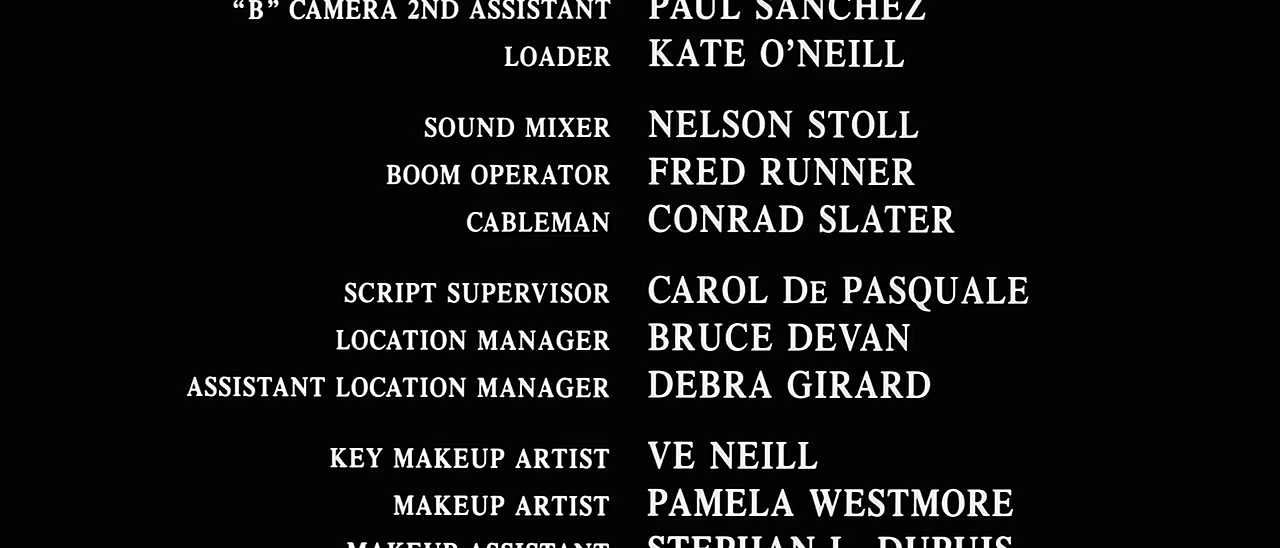 “B” CAMERA 2ND ASSISTANT PAUL SANCHEZ
LOADER KATE O’NEILL
SOUND MIXER NELSON STOLL
BOOM OPERATOR FRED RUNNER
CABLEMAN CONRAD SLATER
SCRIPT SUPERVISOR CAROL DE PASQUALE
LOCATION MANAGER BRUCE DEVAN
ASSISTANT LOCATION MANAGER DEBRA GIRARD
KEY MAKEUP ARTIST VE NEILL
MAKEUP ARTIST PAMELA WESTMORE
MAKEUP ASSISTANT STEPHAN L. DUPUIS